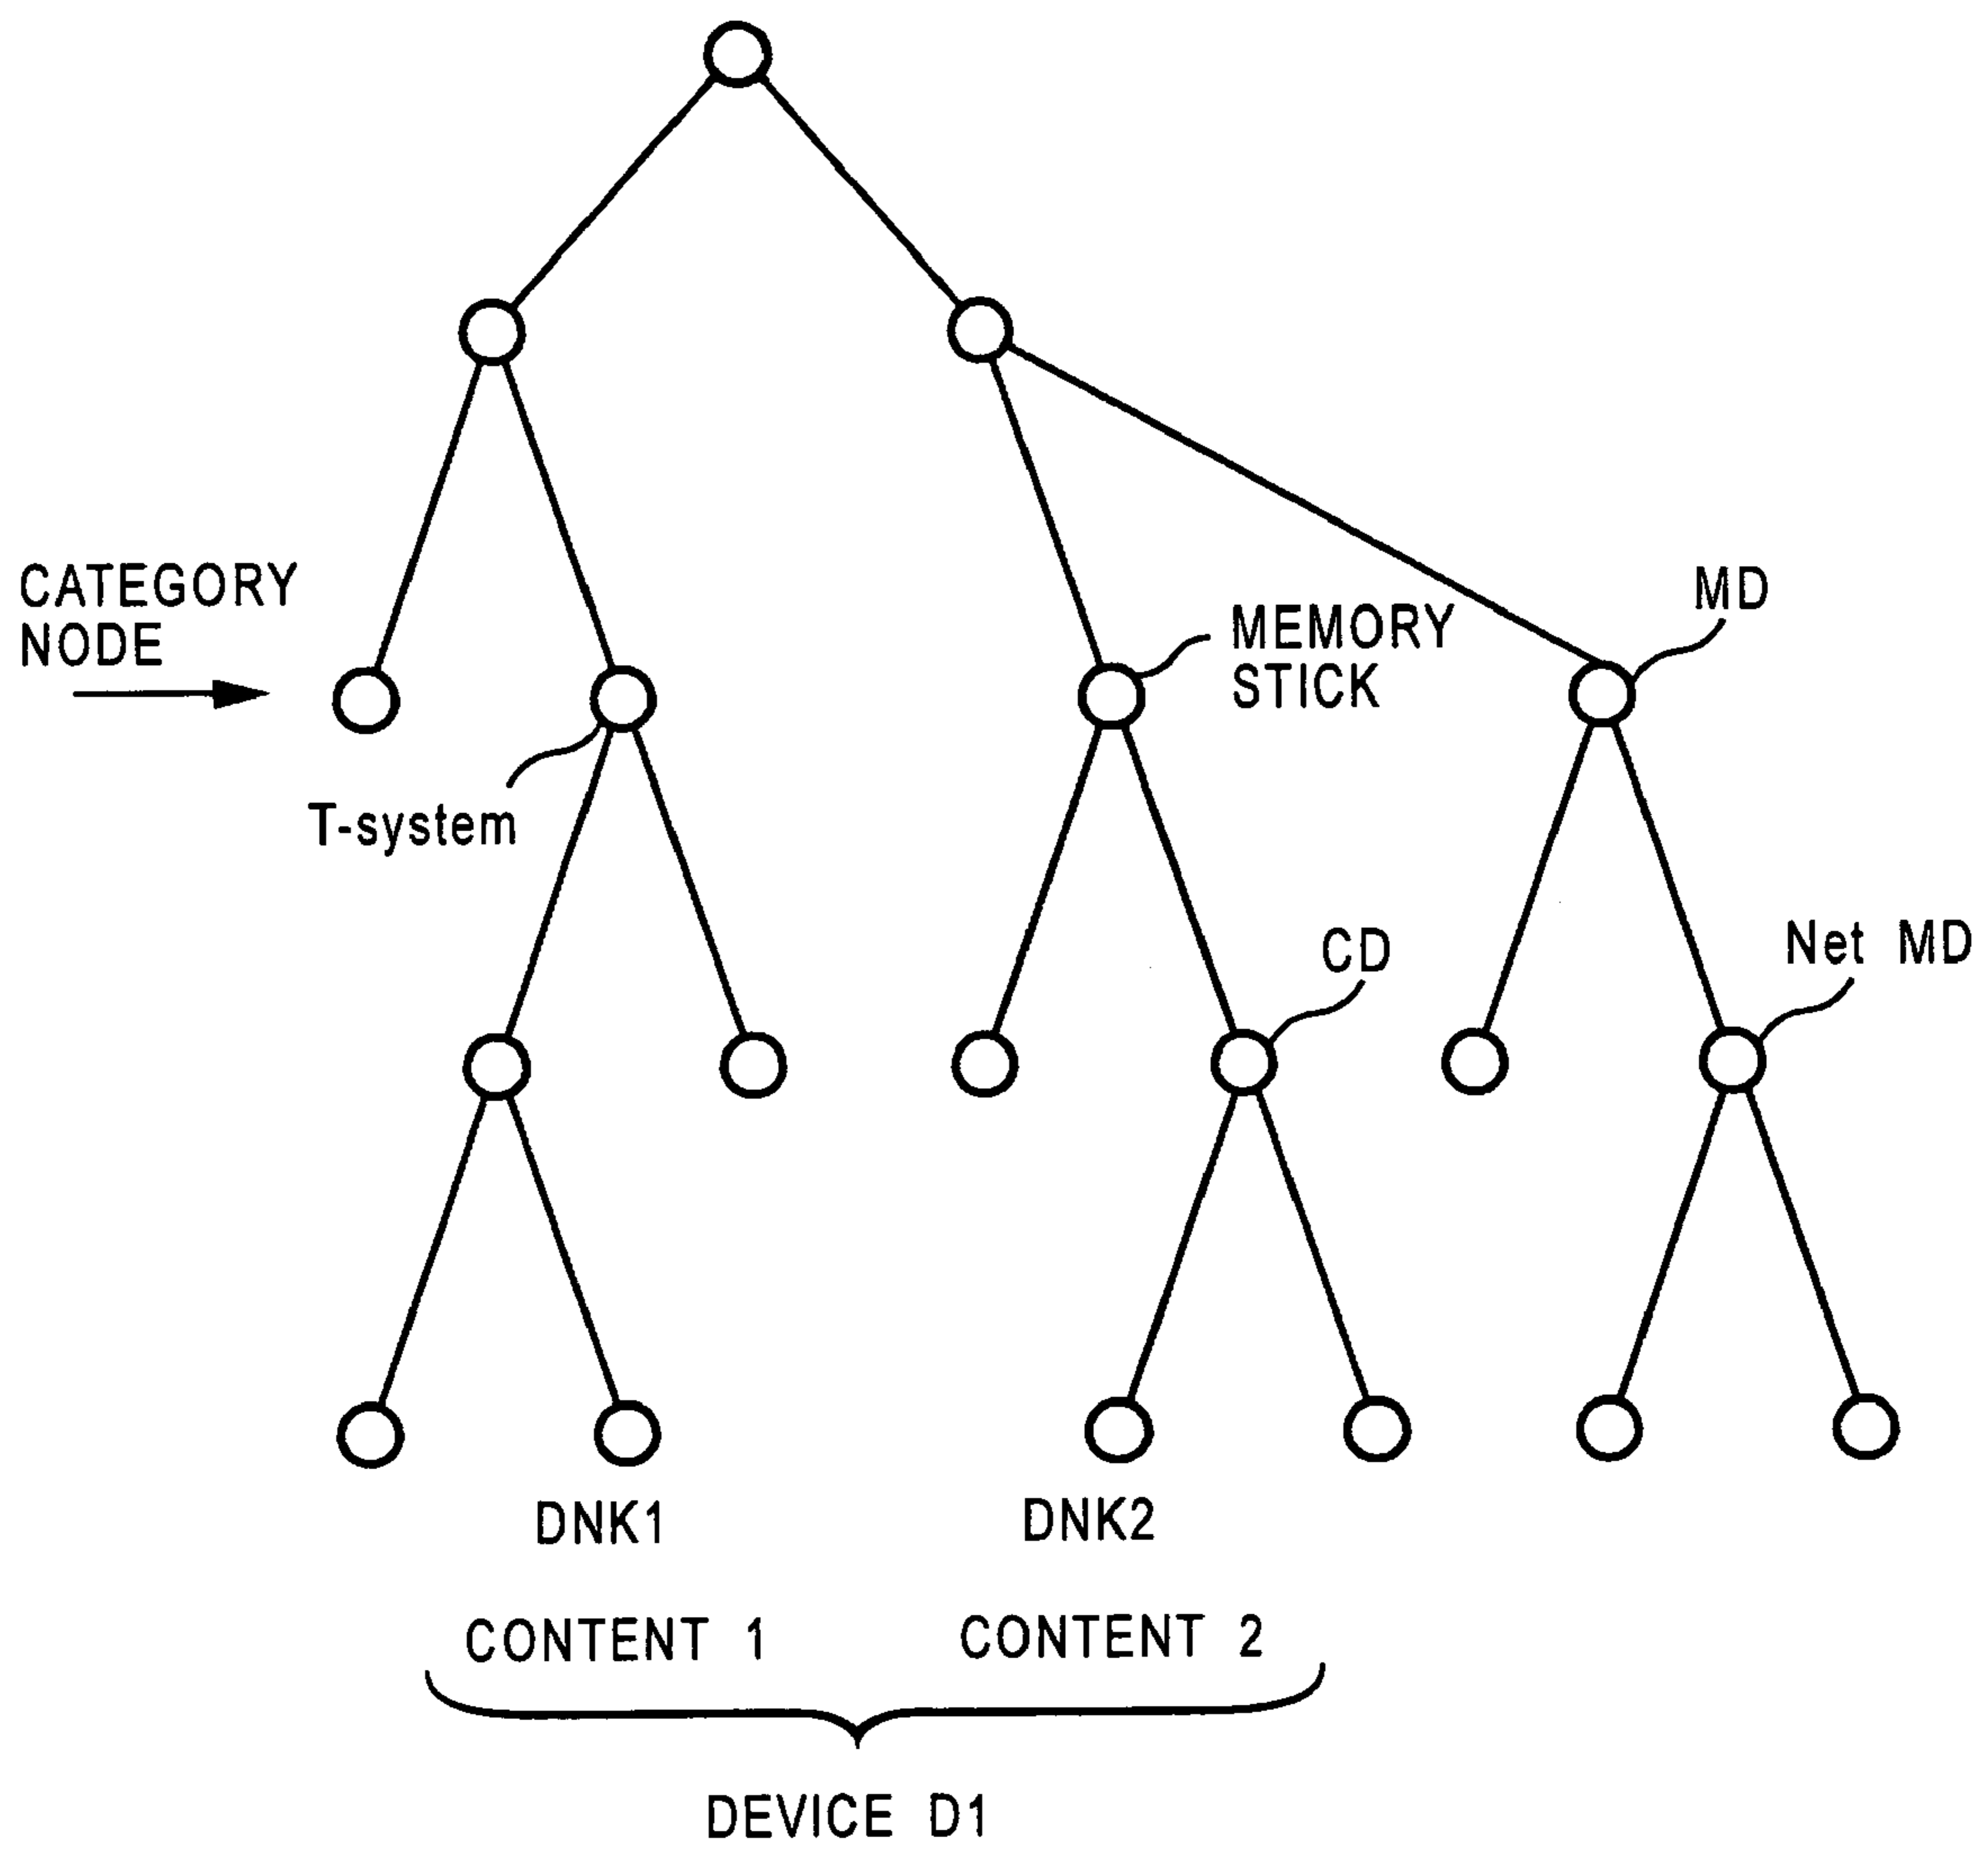 CATEGORY
NODE
MD
MEMORY
STICK
T-system
CD
Net MD
DNK1
DNK2
CONTENT 1
CONTENT 2
DEVICE D1